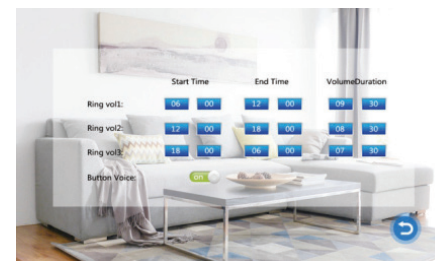 Start Time End Time VolumeDuration
Ring vol1: 06 00 12 00 09 30
Ring vol2: 12 00 18 00 08 30
Ring vol3: 18 00 06 00 07 30
Button Voice: on